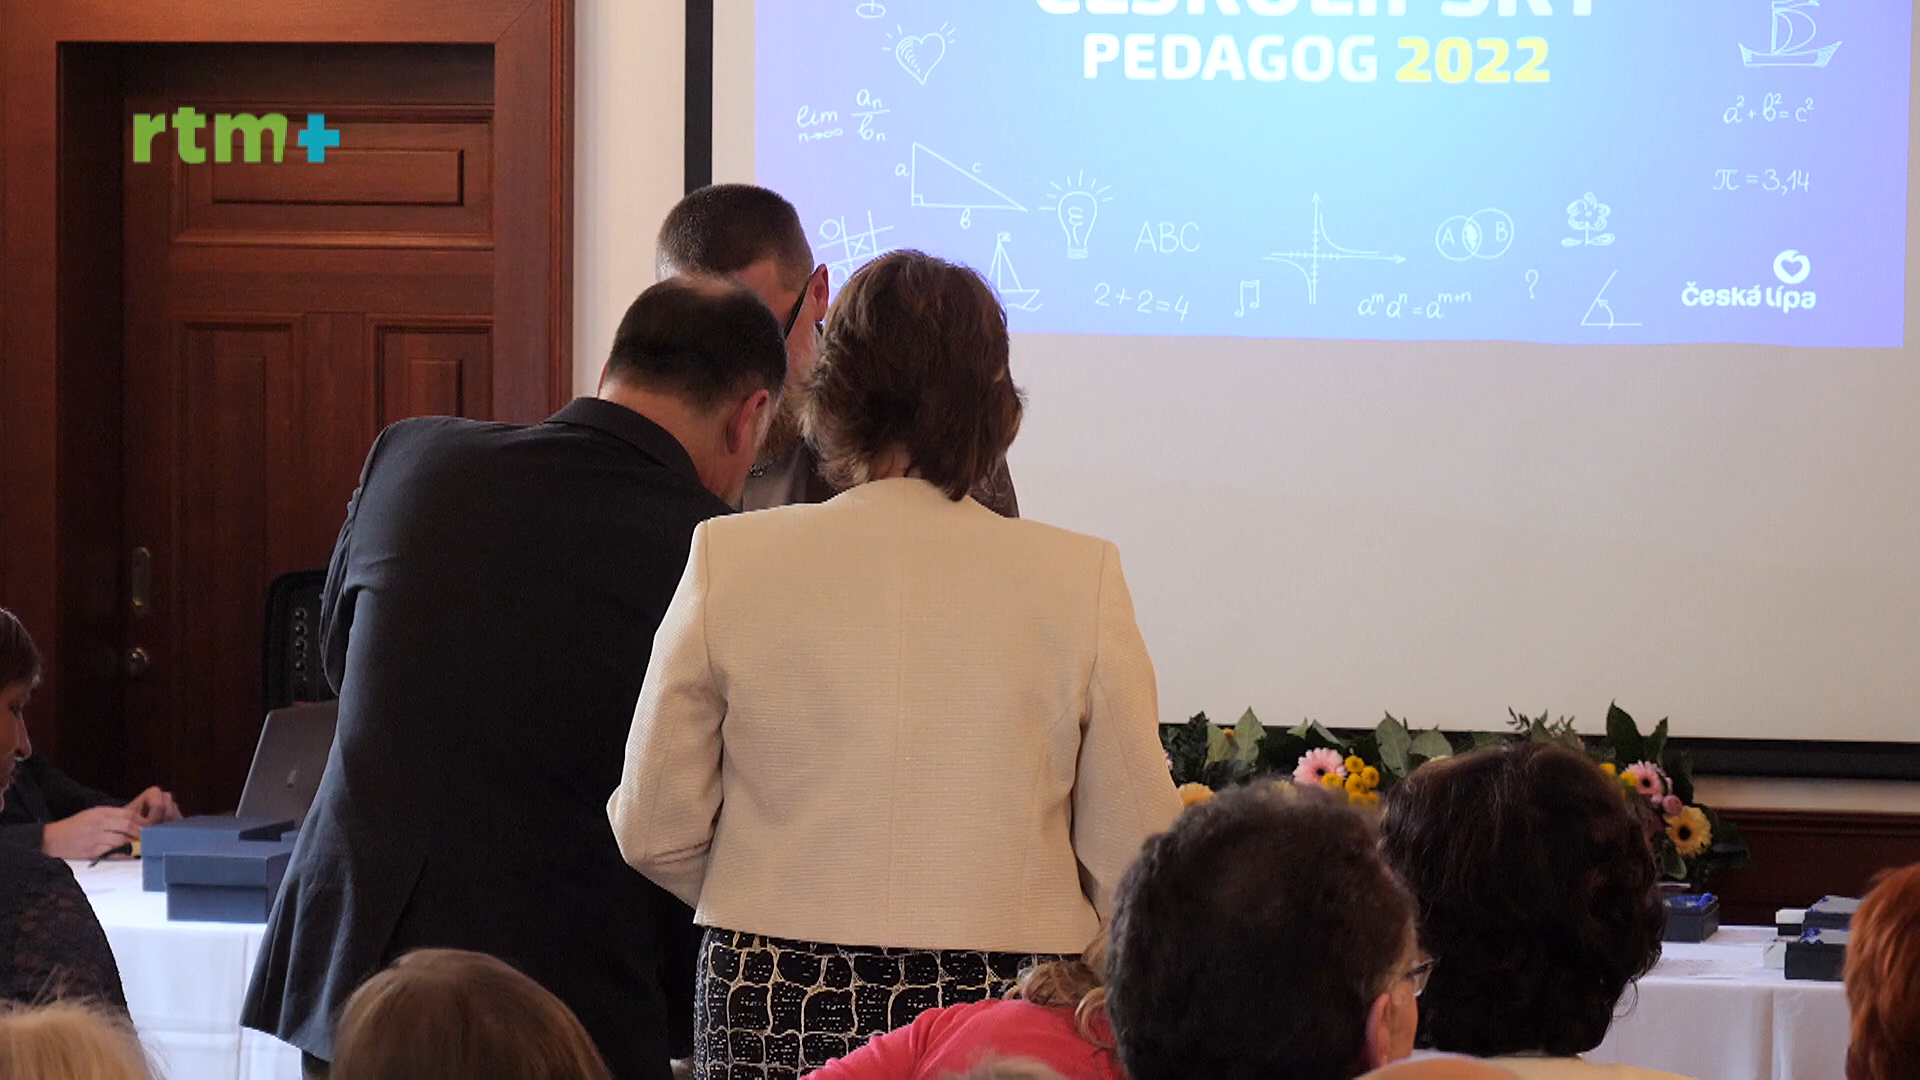 ČESKOLIPSKÝ
PEDAGOG 2022
rtm+
lim aₙ
n→∞ bₙ
a²+b²=c²
a c
b
π=3,14
ABC
A B
2+2=4
aᵐaⁿ=aᵐ⁺ⁿ
?
česká lípa